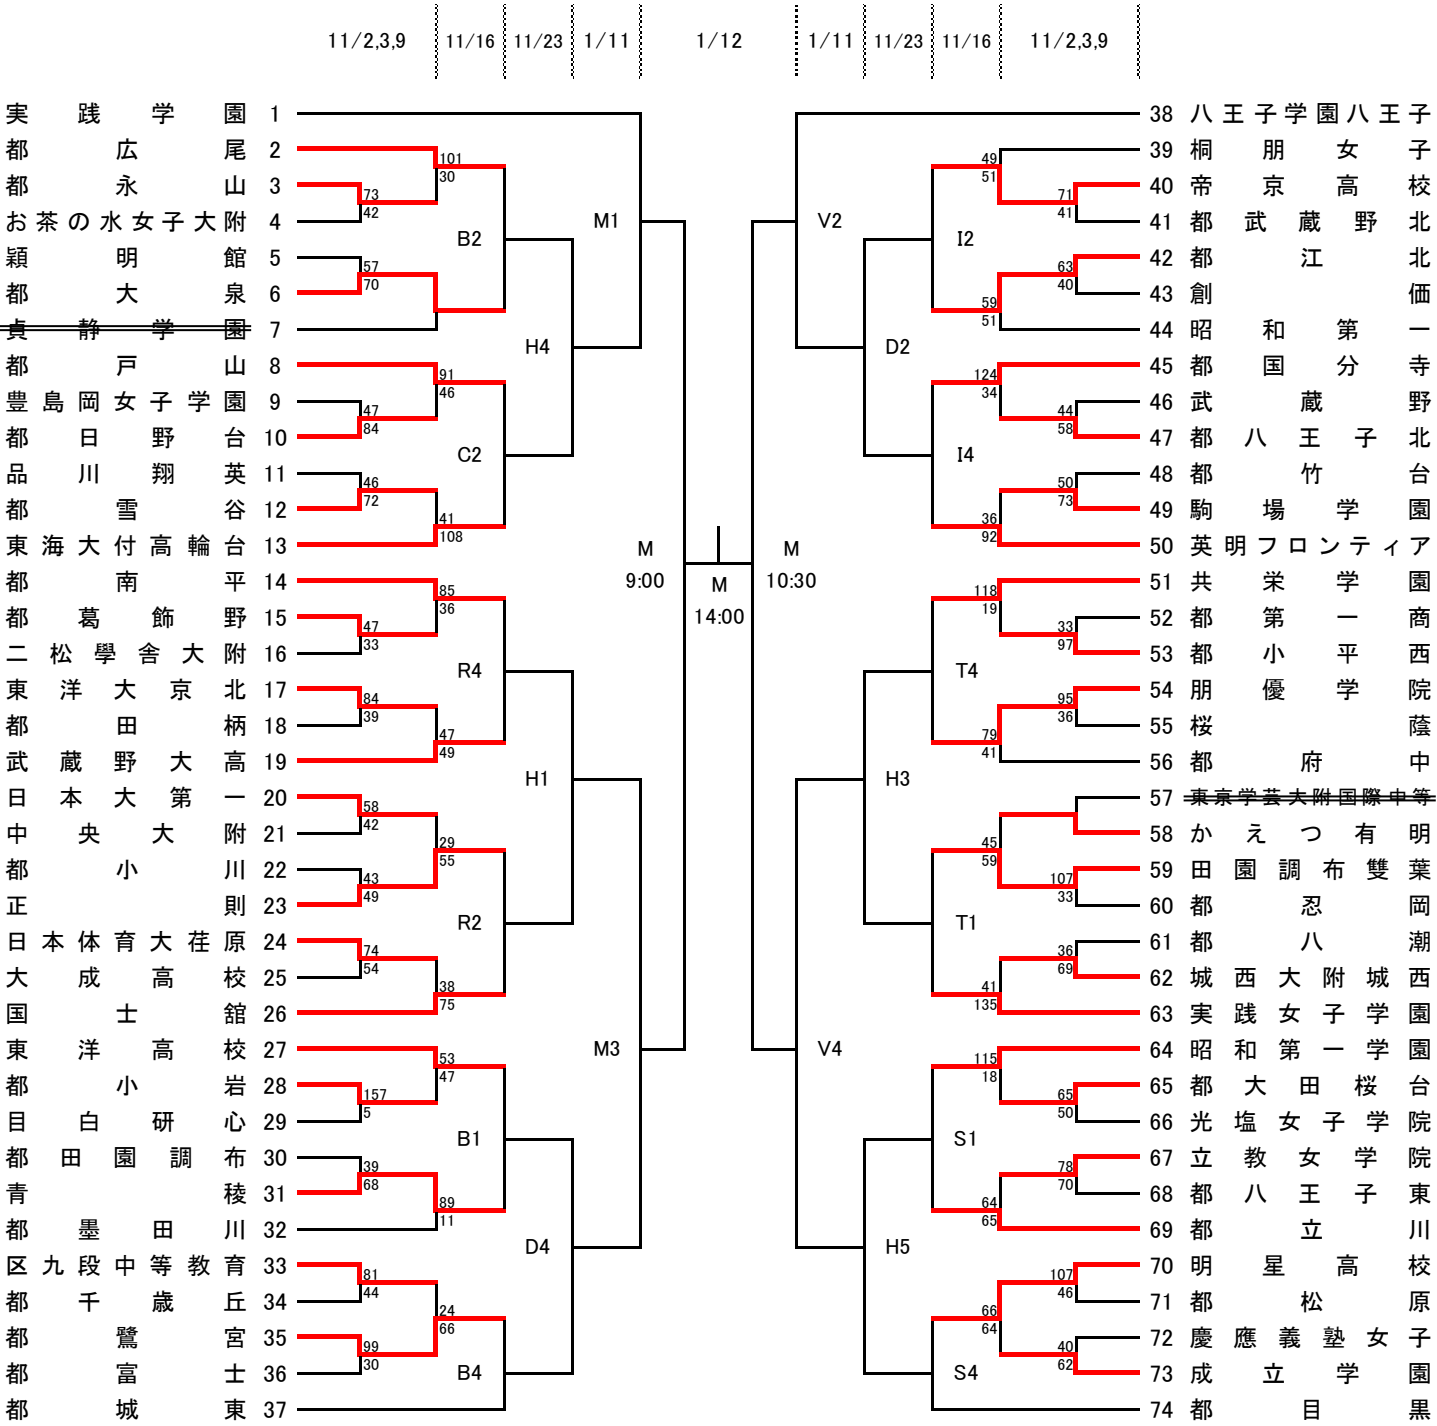 11/2,3,9 11/16 11/23 1/11 1/12 1/11 11/23 11/16 11/2,3,9
実践学園 1 38 八王子学園八王子
都広尾 2 101 49 39 桐朋女子
30 51
都永山 3 73 71 40 帝京高校
42 41
お茶の水女子大附 4 M1 V2 41 都武蔵野北
B2 I2
穎明館 5 57 63 42 都江北
70 40
都大泉 6 59 43 創価
51
貞静学園 7 44 昭和第一
H4 D2
都戸山 8 91 124 45 都国分寺
46 34
豊島岡女子学園 9 47 44 46 武蔵野
84 58
都日野台 10 47 都八王子北
C2 I4
品川翔英 11 46 50 48 都竹台
72 73
都雪谷 12 41 36 49 駒場学園
108 92
東海大付高輪台 13 M M 50 英明フロンティア
9:00 M 10:30
都南平 14 85 14:00 118 51 共栄学園
36 19
都葛飾野 15 47 33 52 都第一商
33 97
二松學舎大附 16 53 都小平西
R4 T4
東洋大京北 17 84 95 54 朋優学院
39 36
都田柄 18 47 79 55 桜蔭
49 41
武蔵野大高 19 56 都府中
H1 H3
日本大第一 20 58 57 東京学芸大附国際中等
42
中央大附 21 29 45 58 かえつ有明
55 59
都小川 22 43 107 59 田園調布雙葉
49 33
正則 23 60 都忍岡
R2 T1
日本体育大荏原 24 74 36 61 都八潮
54 69
大成高校 25 38 41 62 城西大附城西
75 135
国士舘 26 63 実践女子学園
東洋高校 27 M3 V4 64 昭和第一学園
53 115
47 18
都小岩 28 157 65 65 都大田桜台
5 50
目白研心 29 66 光塩女子学院
B1 S1
都田園調布 30 39 78 67 立教女学院
68 70
青稜 31 89 64 68 都八王子東
11 65
都墨田川 32 69 都立川
D4 H5
区九段中等教育 33 81 107 70 明星高校
44 46
都千歳丘 34 24 66 71 都松原
66 64
都鷺宮 35 99 40 72 慶應義塾女子
30 62
都富士 36 B4 S4 73 成立学園
都城東 37 74 都目黒